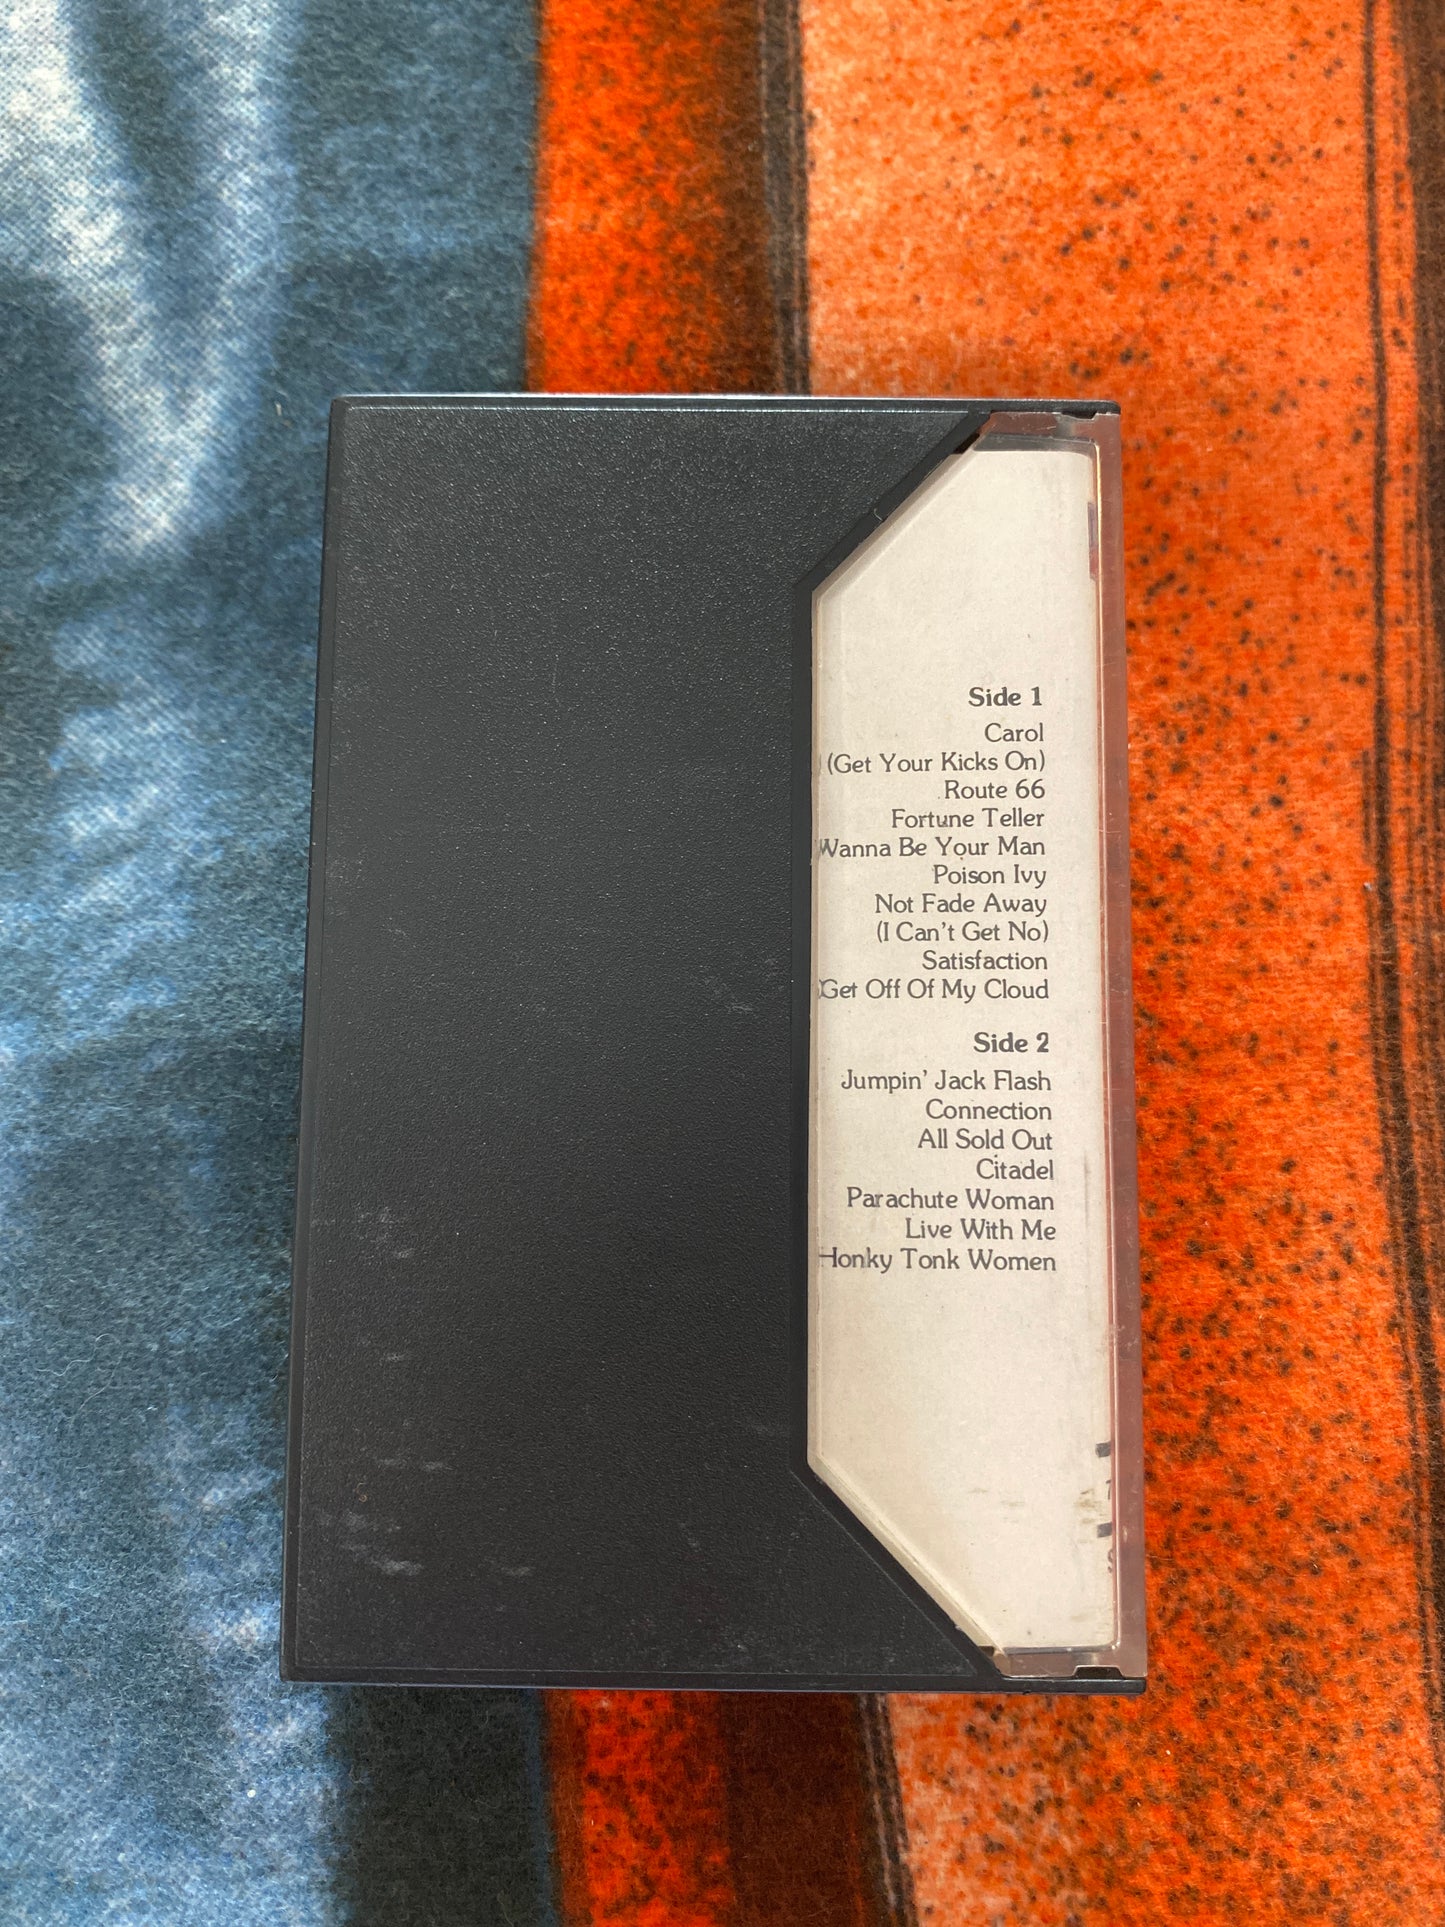 Side 1
Carol
(Get Your Kicks On)
Route 66
Fortune Teller
Wanna Be Your Man
Poison Ivy
Not Fade Away
(I Can't Get No)
Satisfaction
Get Off Of My Cloud
Side 2
Jumpin' Jack Flash
Connection
All Sold Out
Citadel
Parachute Woman
Live With Me
Honky Tonk Women